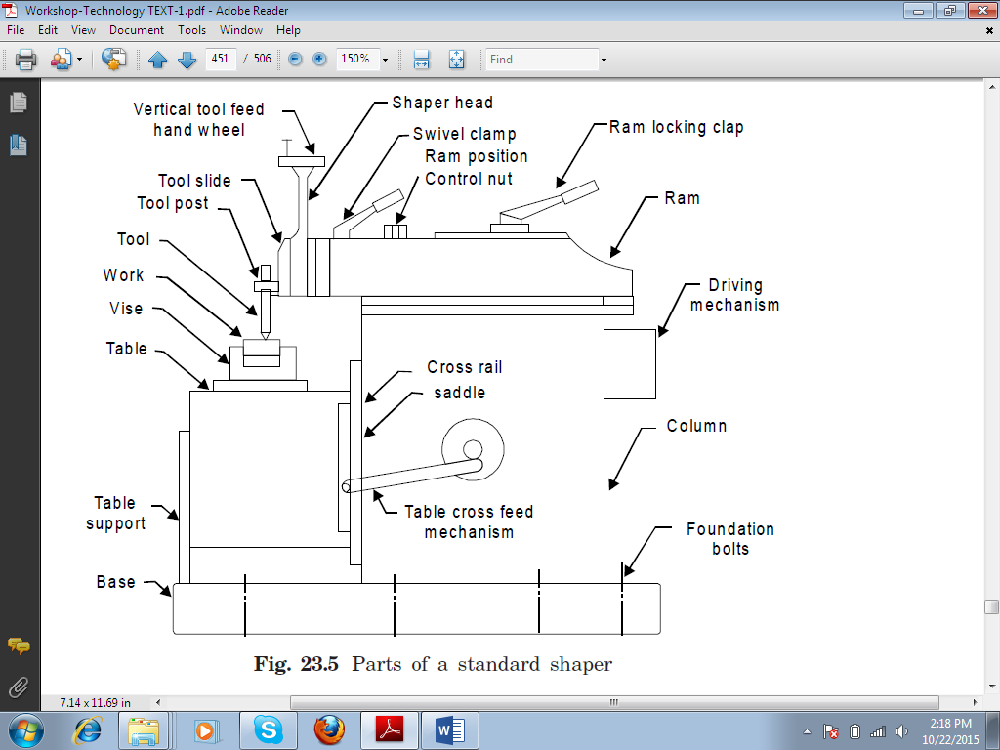 Workshop-Technology TEXT-1.pdf - Adobe Reader
File Edit View Document Tools Window Help
451 / 506 150% Find
Vertical tool feed
hand wheel
Shaper head
Swivel clamp
Ram position
Control nut
Ram locking clap
Tool slide
Tool post
Ram
Tool
Work
Vise
Table
Driving
mechanism
Cross rail
saddle
Column
Table
support
Table cross feed
mechanism
Foundation
bolts
Base
Fig. 23.5 Parts of a standard shaper
7.14 x 11.69 in
2:18 PM
10/22/2015